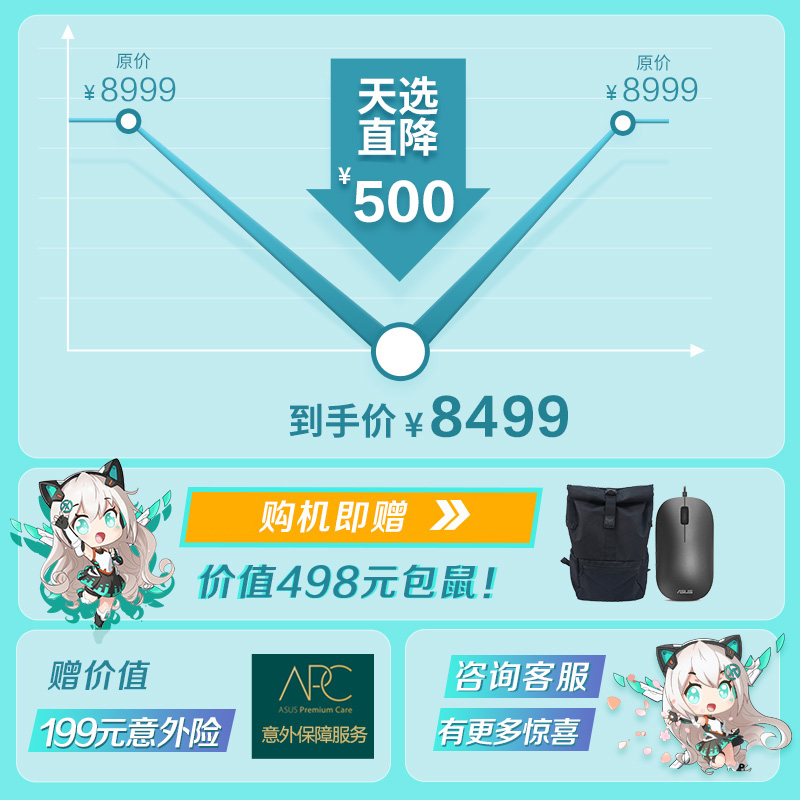 原价
¥8999
原价
¥8999
天选
直降
¥500
到手价¥8499
购机即赠
价值498元包鼠!
ASUS
赠价值
199元意外险
APC
ASUS Premium Care
意外保障服务
咨询客服
有更多惊喜